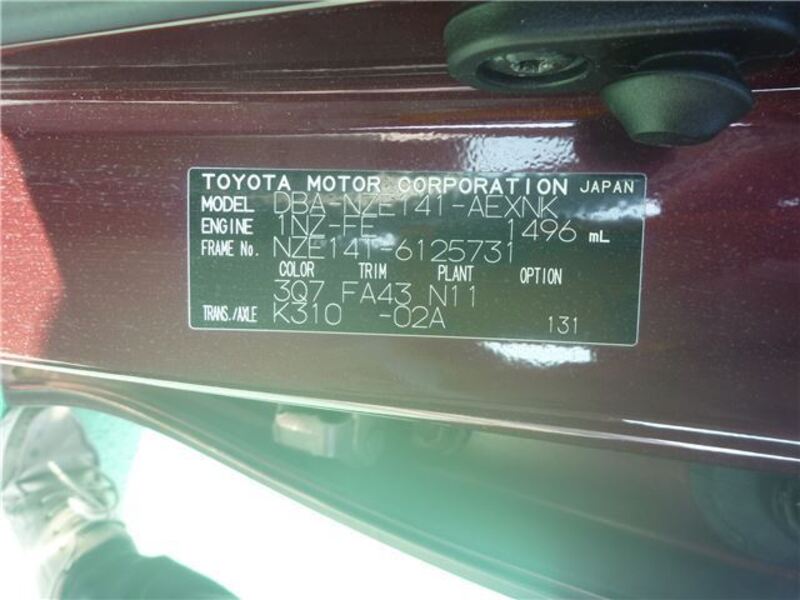 TOYOTA MOTOR CORPORATION JAPAN
MODEL DBA-NZE141-AEXNK
ENGINE 1NZ-FE 1496 mL
FRAME No. NZE141-6125731
COLOR TRIM PLANT OPTION
3Q7 FA43 N11
TRANS./AXLE K310 -02A 131